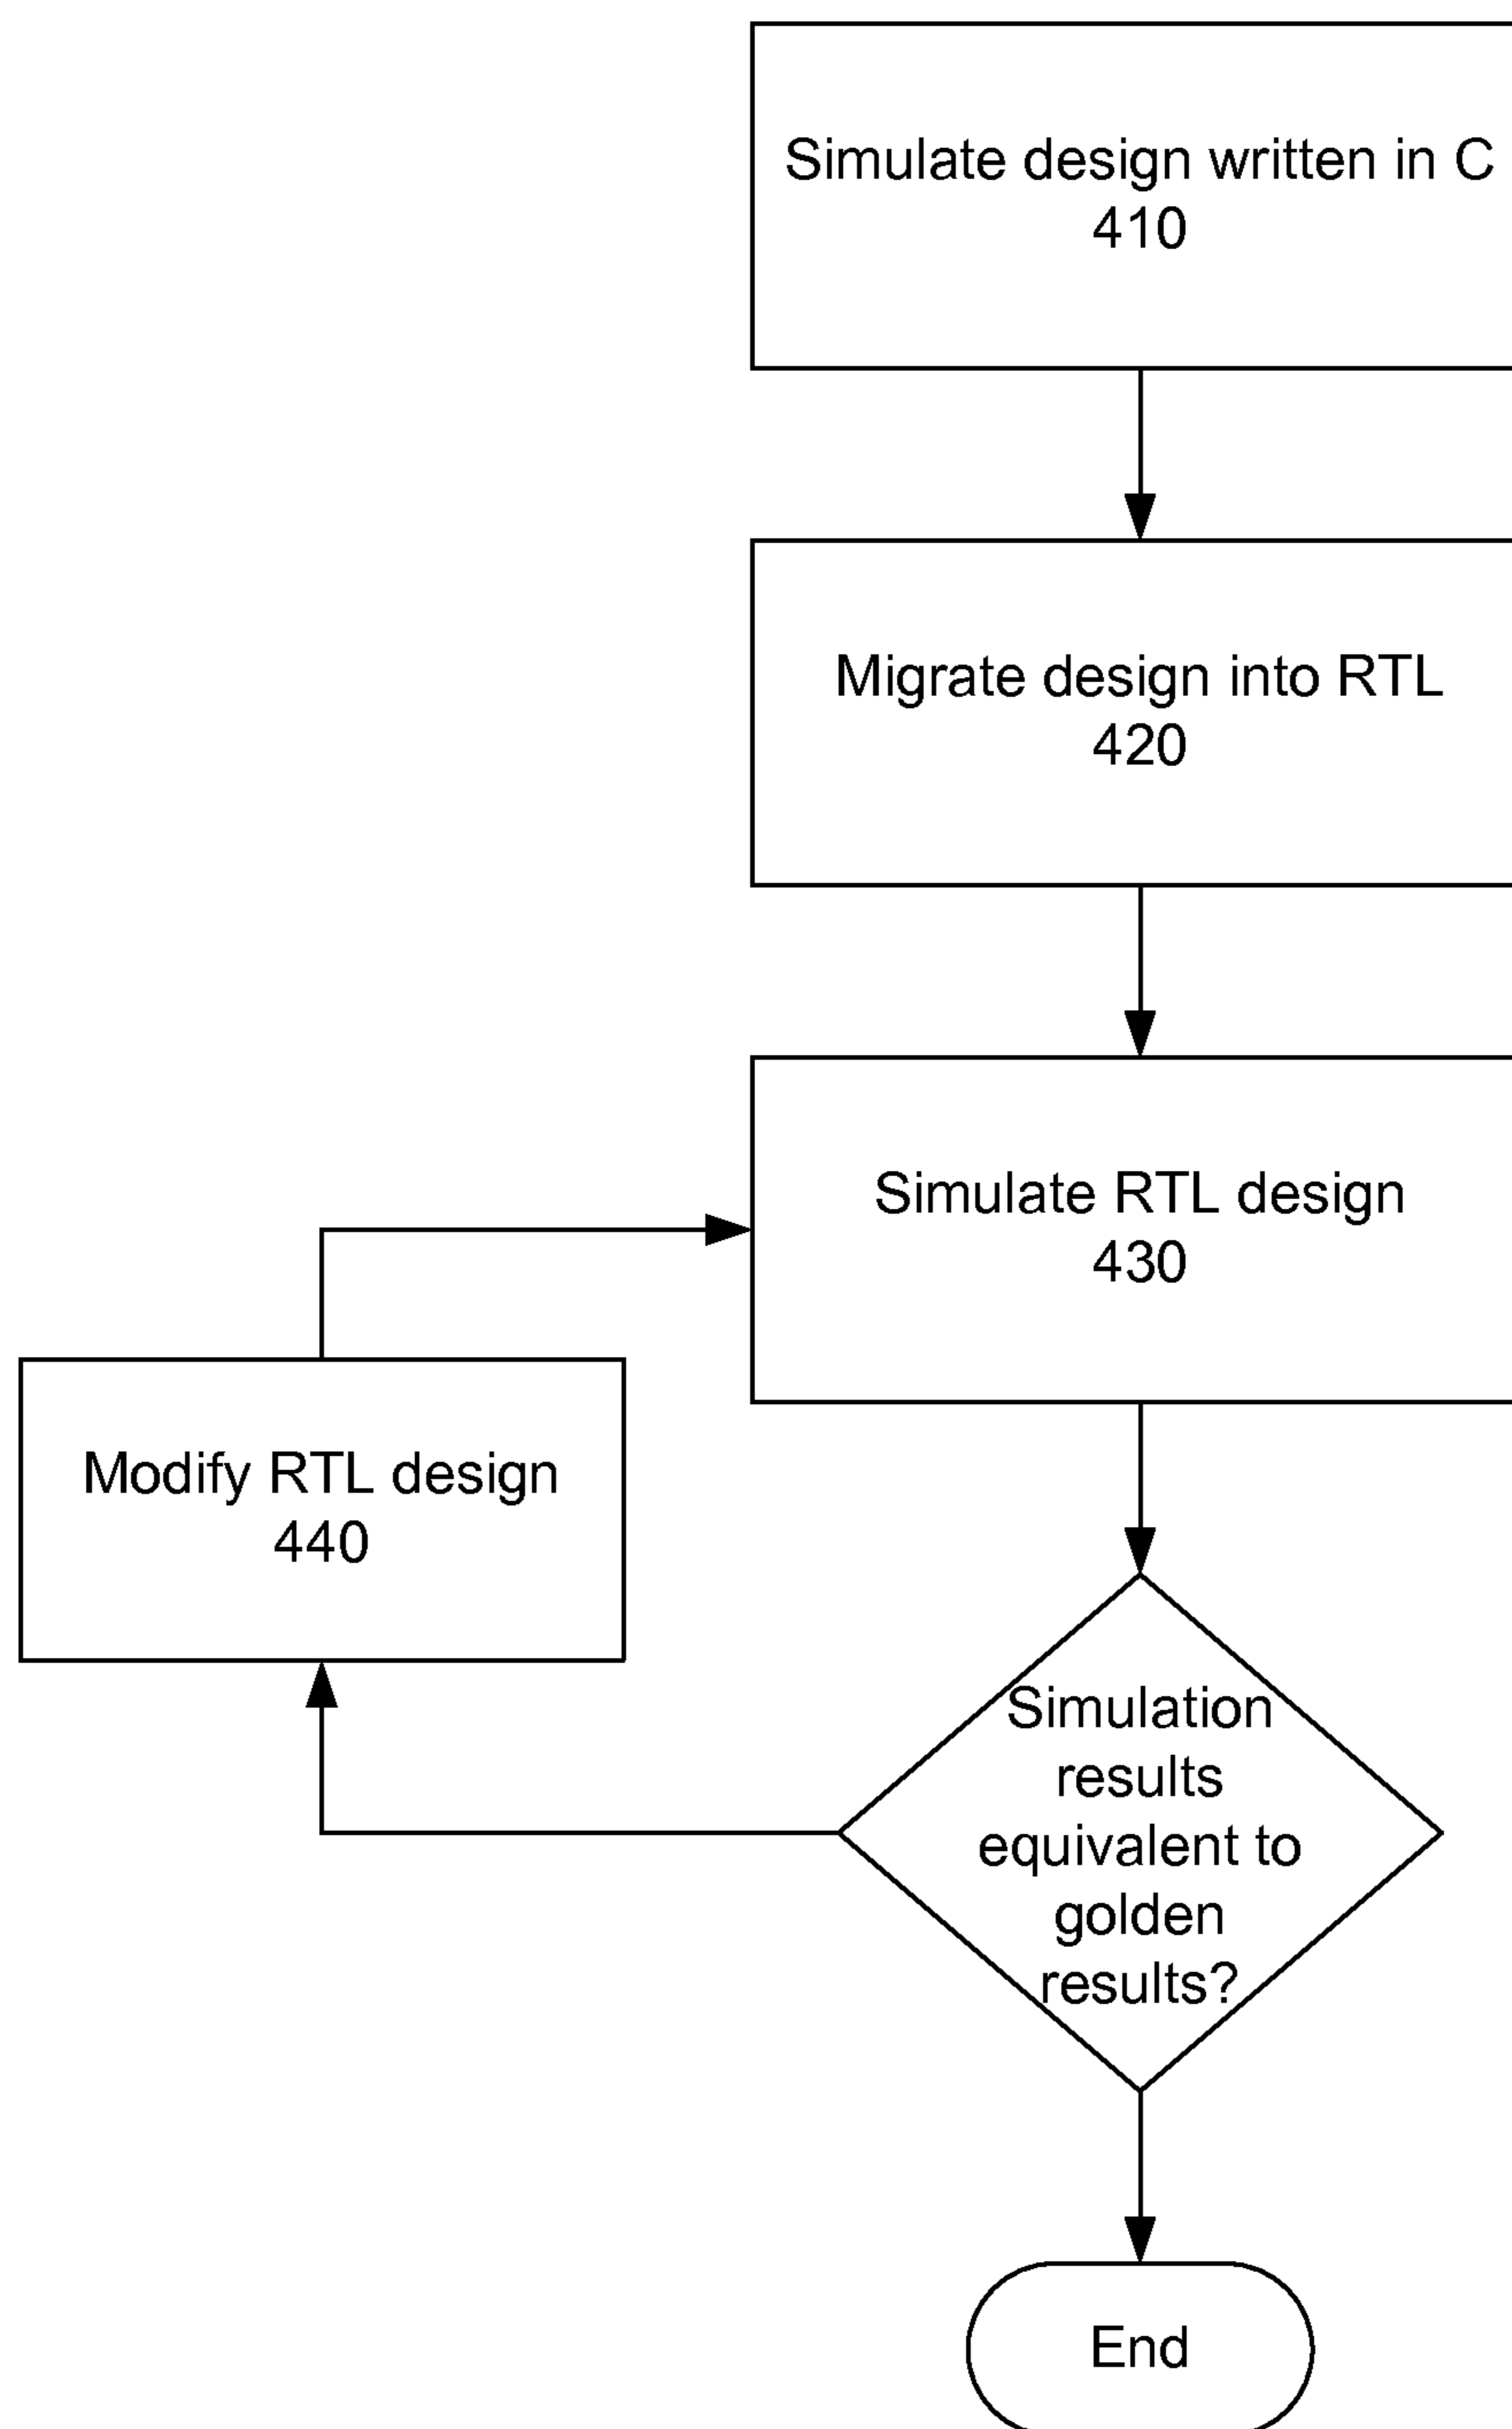 Simulate design written in C
410
Migrate design into RTL
420
Simulate RTL design
430
Modify RTL design
440
Simulation
results
equivalent to
golden
results?
End